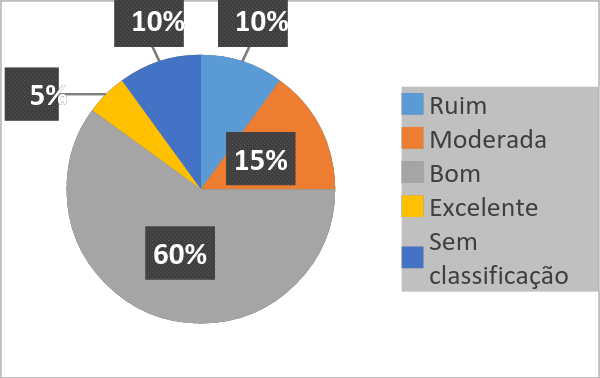 10%
10%
5%
15%
60%
Ruim
Moderada
Bom
Excelente
Sem
classificação